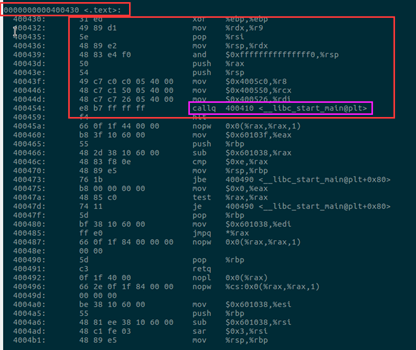 0000000000400430 <.text>:
400430: 31 ed xor %ebp,%ebp
400432: 49 89 d1 mov %rdx,%r9
400435: 5e pop %rsi
400436: 48 89 e2 mov %rsp,%rdx
400439: 48 83 e4 f0 and $0xfffffffffffffff0,%rsp
40043d: 50 push %rax
40043e: 54 push %rsp
40043f: 49 c7 c0 c0 05 40 00 mov $0x4005c0,%r8
400446: 48 c7 c1 50 05 40 00 mov $0x400550,%rcx
40044d: 48 c7 c7 26 05 40 00 mov $0x400526,%rdi
400454: e8 b7 ff ff ff callq 400410 <__libc_start_main@plt>
400459: f4 hlt
40045a: 66 0f 1f 44 00 00 nopw 0x0(%rax,%rax,1)
400460: b8 3f 10 60 00 mov $0x60103f,%eax
400465: 55 push %rbp
400466: 48 2d 38 10 60 00 sub $0x601038,%rax
40046c: 48 83 f8 0e cmp $0xe,%rax
400470: 48 89 e5 mov %rsp,%rbp
400473: 76 1b jbe 400490 <__libc_start_main@plt+0x80>
400475: b8 00 00 00 00 mov $0x0,%eax
40047a: 48 85 c0 test %rax,%rax
40047d: 74 11 je 400490 <__libc_start_main@plt+0x80>
40047f: 5d pop %rbp
400480: bf 38 10 60 00 mov $0x601038,%edi
400485: ff e0 jmpq *%rax
400487: 66 0f 1f 84 00 00 00 nopw 0x0(%rax,%rax,1)
40048e: 00 00
400490: 5d pop %rbp
400491: c3 retq
400492: 0f 1f 40 00 nopl 0x0(%rax)
400496: 66 2e 0f 1f 84 00 00 nopw %cs:0x0(%rax,%rax,1)
40049d: 00 00 00
4004a0: be 38 10 60 00 mov $0x601038,%esi
4004a5: 55 push %rbp
4004a6: 48 81 ee 38 10 60 00 sub $0x601038,%rsi
4004ad: 48 c1 fe 03 sar $0x3,%rsi
4004b1: 48 89 e5 mov %rsp,%rbp